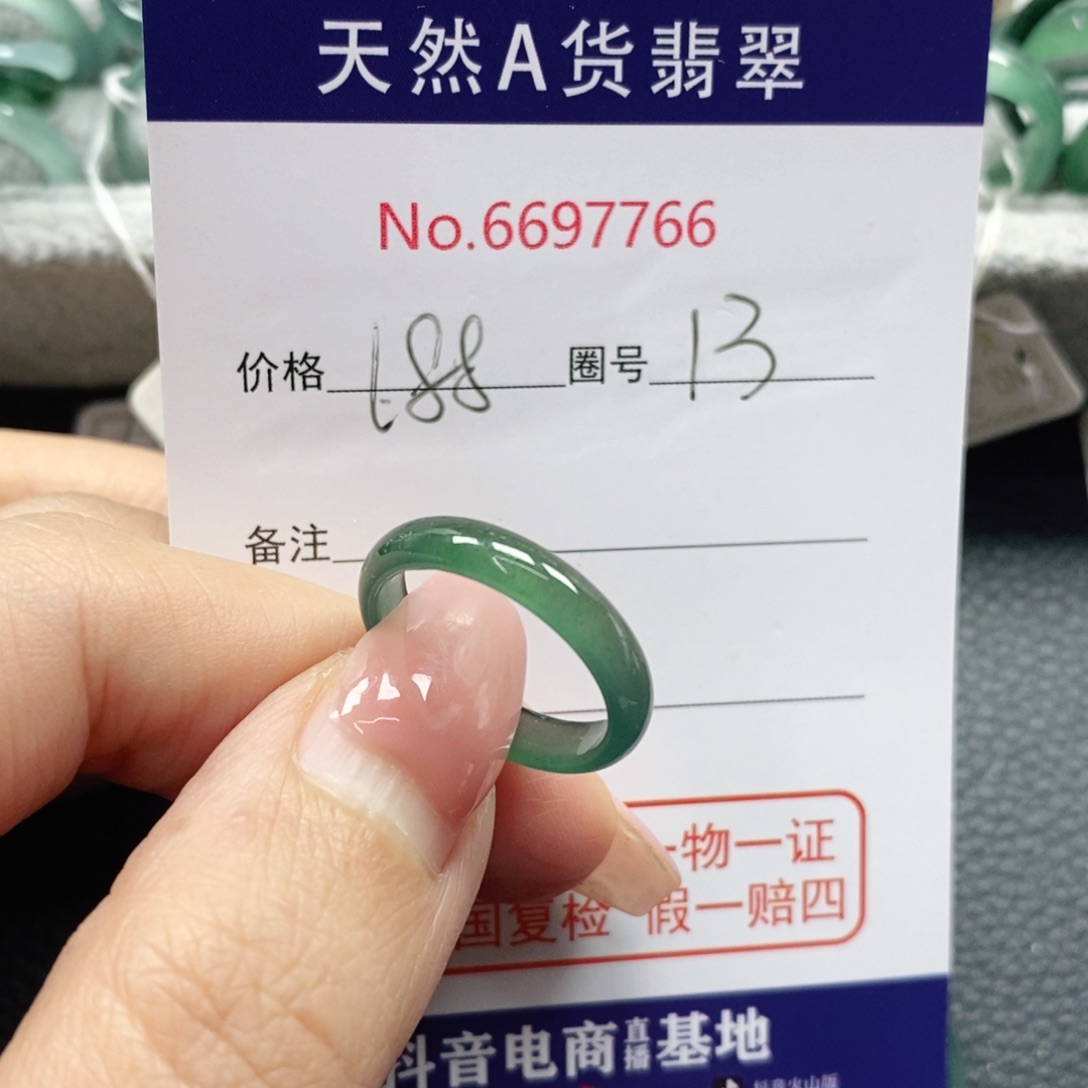 天然A货翡翠
No.6697766
价格 188 圈号 13
备注
一物一证
国复检 假一赔四
抖音电商直播基地